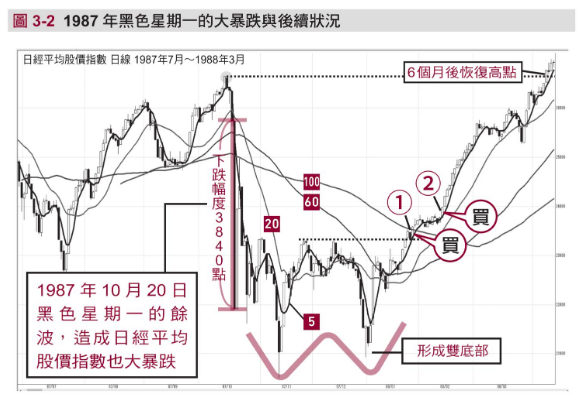 圖 3-2 1987 年黑色星期一的大暴跌與後續狀況
日經平均股價指數 日線 1987年7月～1988年3月
6個月後恢復高點
下跌幅度3840點
100
60
20
5
①
②
買
買
1987 年 10 月 20 日
黑色星期一的餘
波，造成日經平均
股價指數也大暴跌
形成雙底部